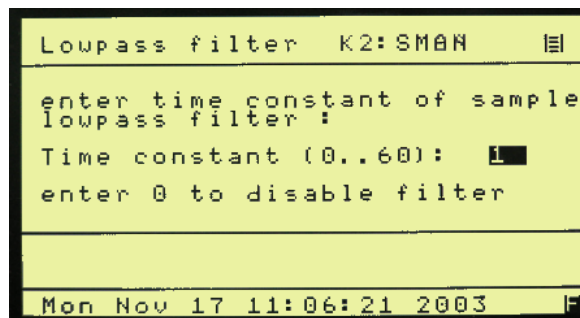 Lowpass filter K2:SMAN
enter time constant of sample
lowpass filter :
Time constant (0..60): 1
enter 0 to disable filter
Mon Nov 17 11:06:21 2003